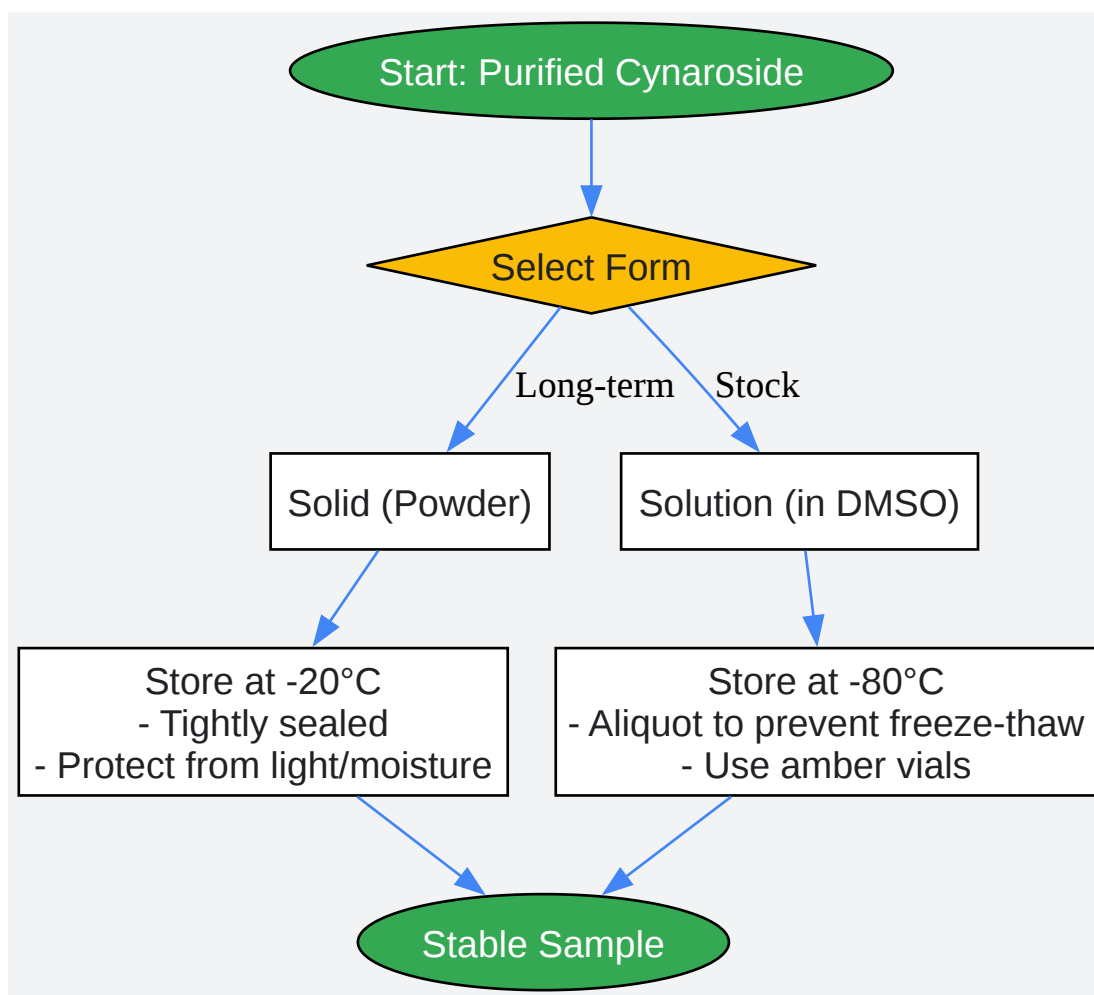 Start: Purified Cynaroside
Select Form
Long-term
Stock
Solid (Powder)
Solution (in DMSO)
Store at -20°C
- Tightly sealed
- Protect from light/moisture
Store at -80°C
- Aliquot to prevent freeze-thaw
- Use amber vials
Stable Sample